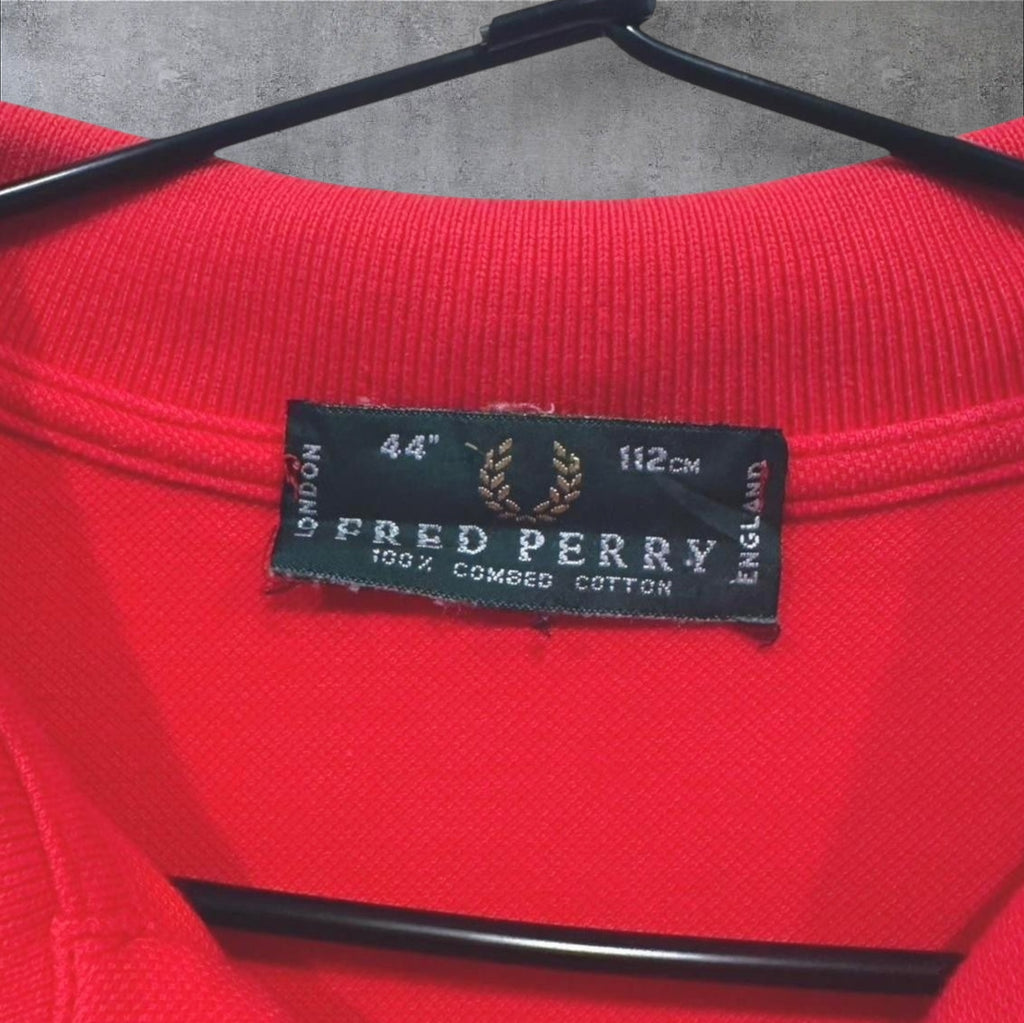 44" 112CM
LONDON
FRED PERRY
100% COMBED COTTON
ENGLAND